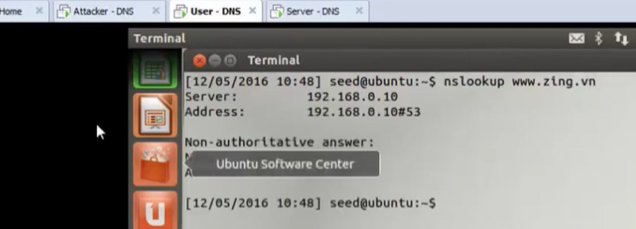 Home × Attacker - DNS × User - DNS × Server - DNS ×
Terminal
Terminal
[12/05/2016 10:48] seed@ubuntu:~$ nslookup www.zing.vn
Server: 192.168.0.10
Address: 192.168.0.10#53
Non-authoritative answer:
Ubuntu Software Center
[12/05/2016 10:48] seed@ubuntu:~$